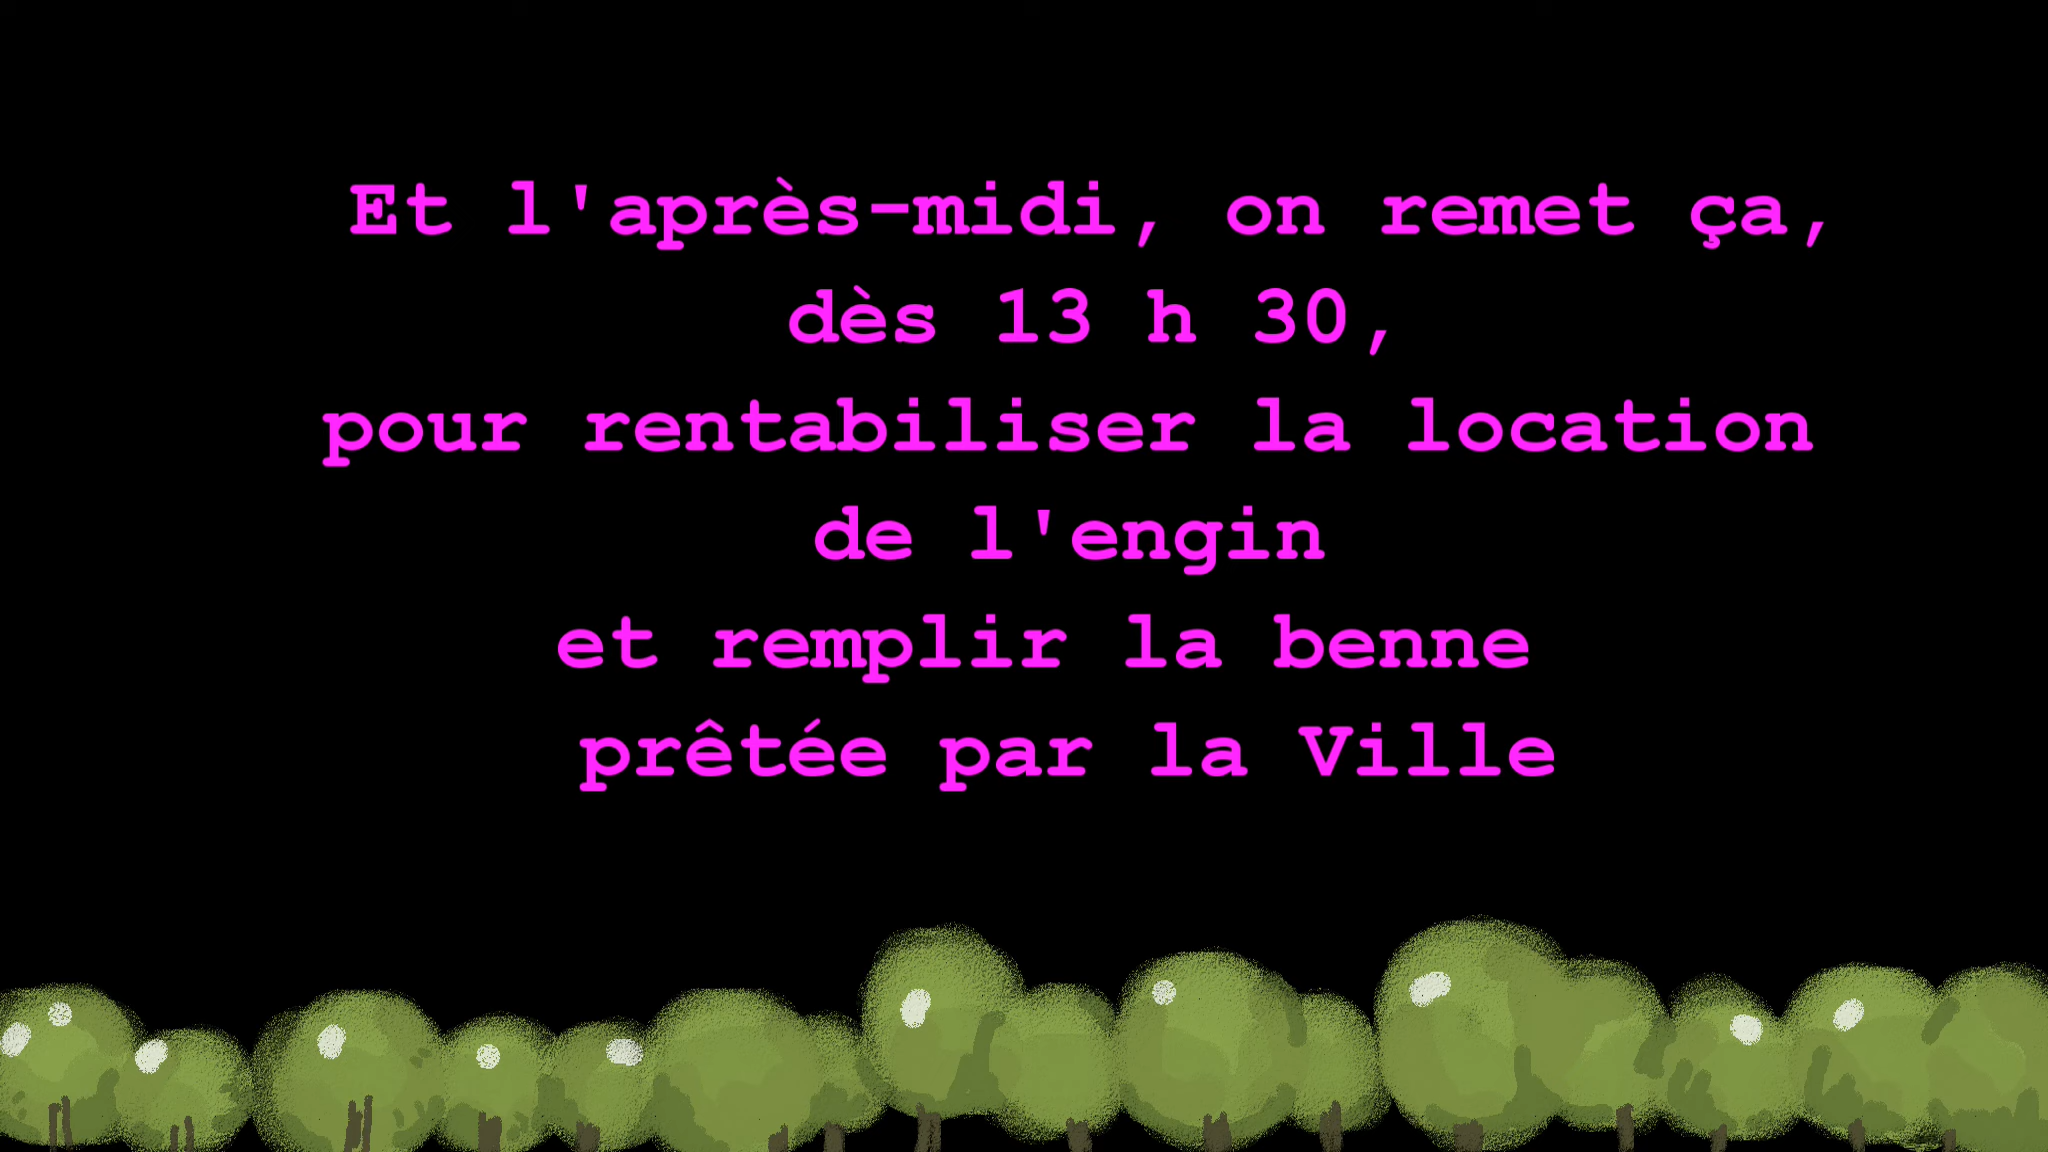 Et l'après-midi, on remet ça,
dès 13 h 30,
pour rentabiliser la location
de l'engin
et remplir la benne
prêtée par la Ville